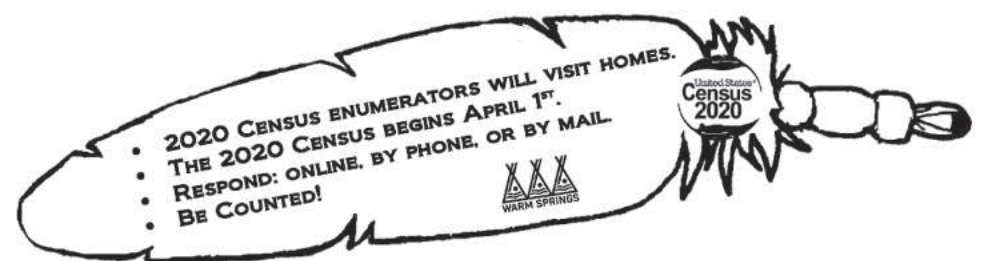 • 2020 Census enumerators will visit homes.
• The 2020 Census begins April 1st.
• Respond: online, by phone, or by mail.
• Be Counted!
WARM SPRINGS
United States®
Census
2020